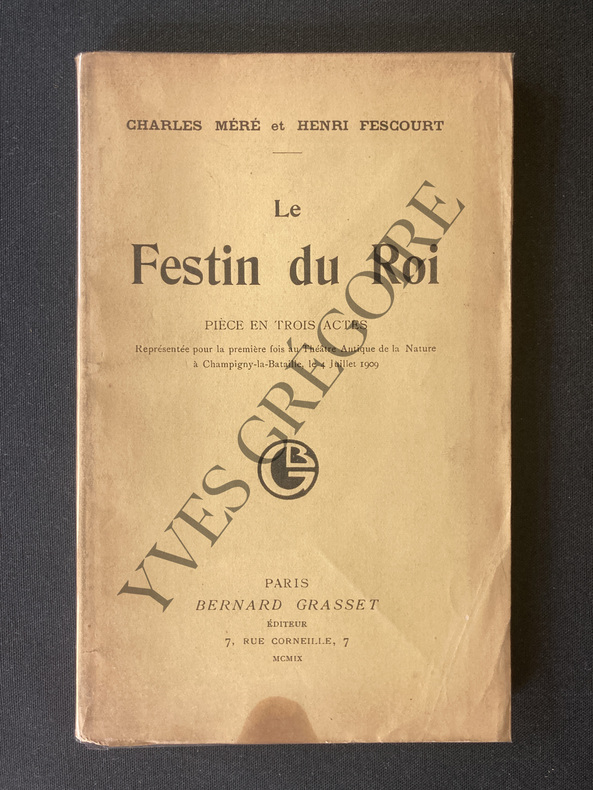 CHARLES MÉRÉ et HENRI FESCOURT
Le
Festin du Roi
PIÈCE EN TROIS ACTES
Représentée pour la première fois au Théâtre Antique de la Nature
à Champigny-la-Bataille, le 4 Juillet 1909
BG
YVES GRÉGOIRE
PARIS
BERNARD GRASSET
ÉDITEUR
7, RUE CORNEILLE, 7
MCMIX